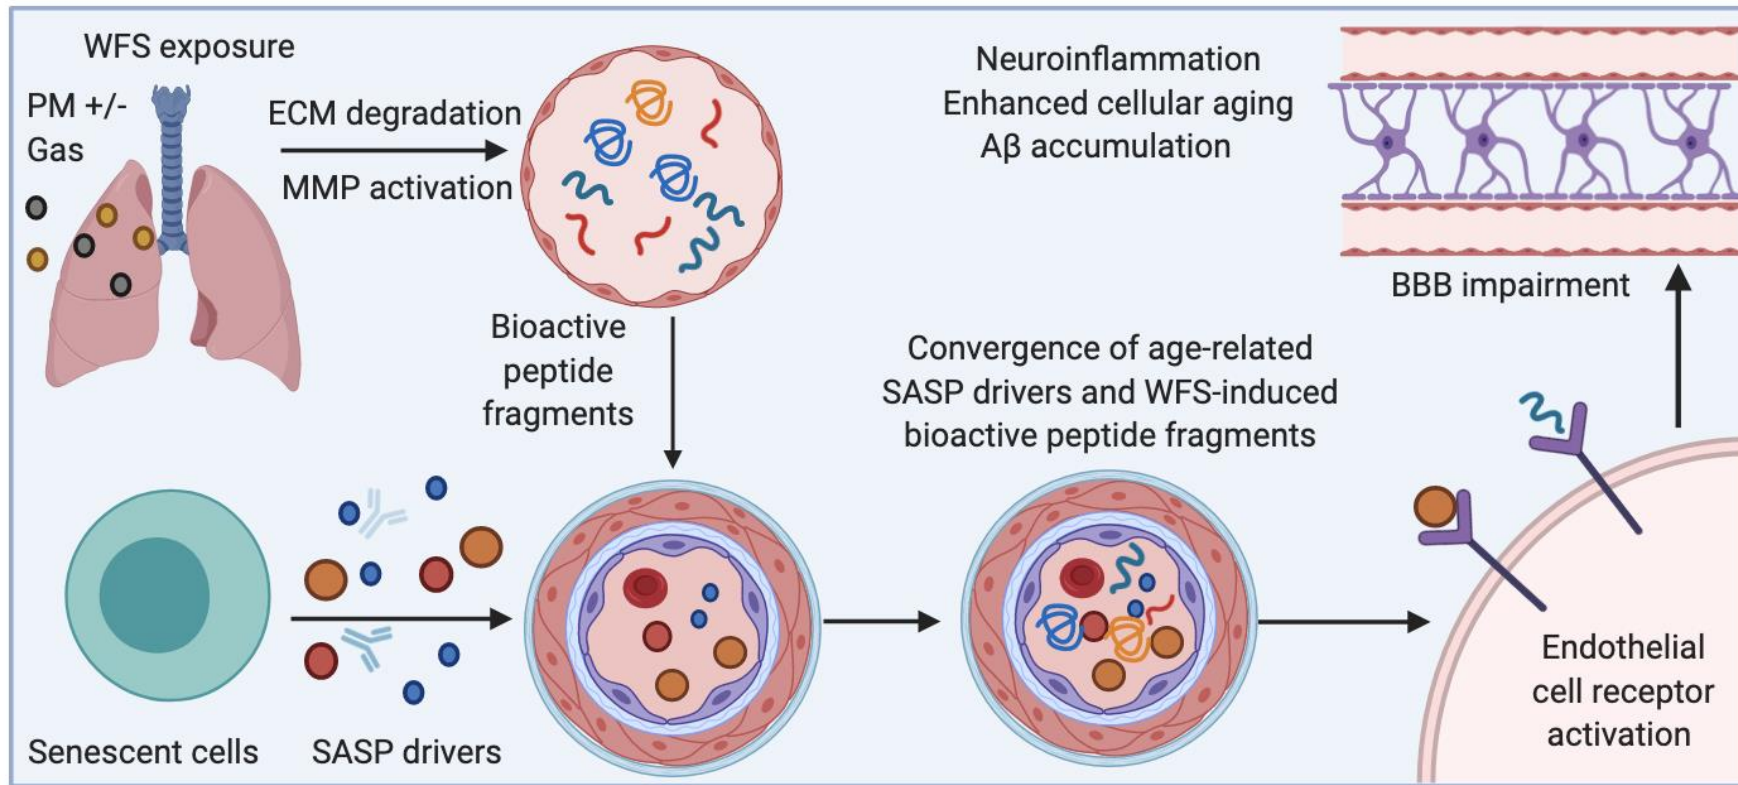 WFS exposure
PM +/-
Gas
ECM degradation
MMP activation
Bioactive
peptide
fragments
Senescent cells
SASP drivers
Convergence of age-related
SASP drivers and WFS-induced
bioactive peptide fragments
Endothelial
cell receptor
activation
BBB impairment
Neuroinflammation
Enhanced cellular aging
Aβ accumulation